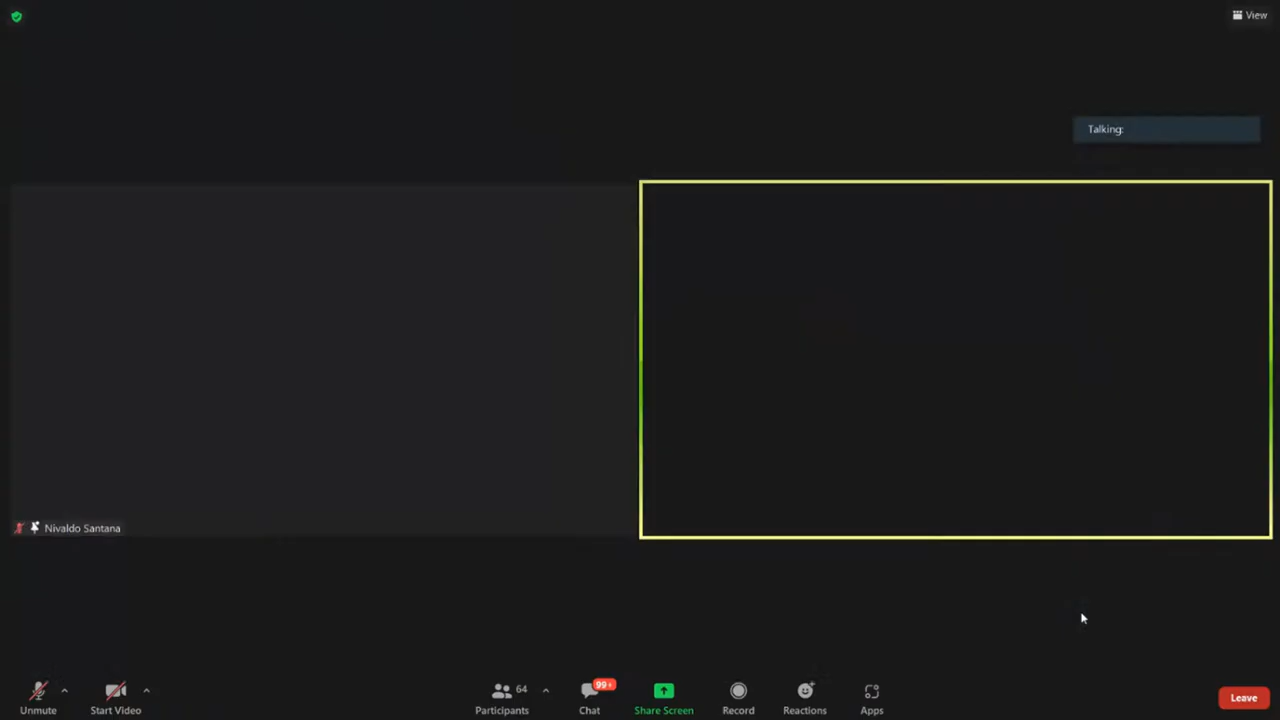 View
Talking:
Nivaldo Santana
64
99+
Unmute
Start Video
Participants
Chat
Share Screen
Record
Reactions
Apps
Leave